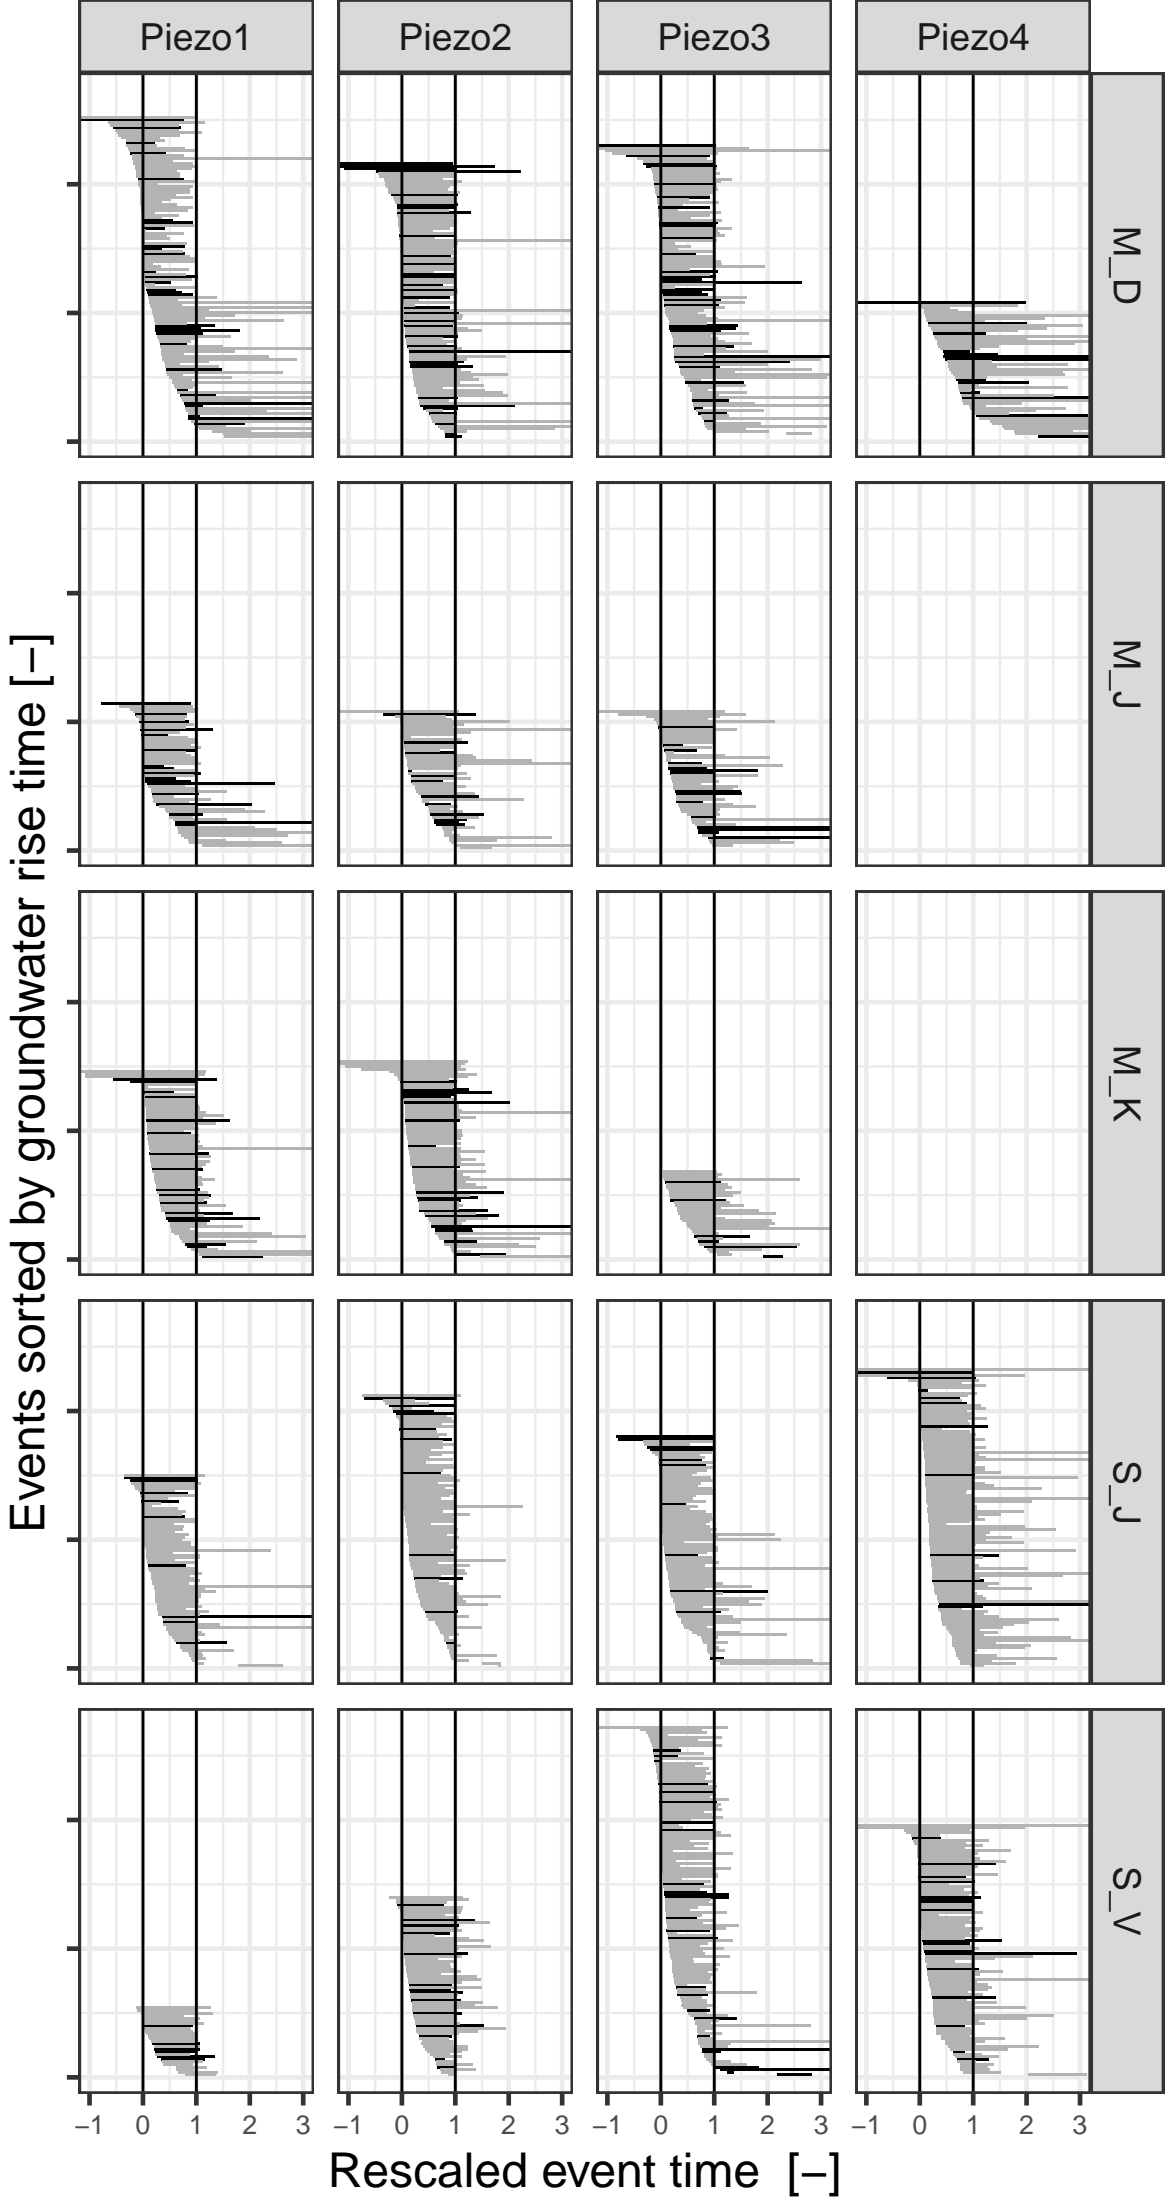 Piezo1 Piezo2 Piezo3 Piezo4
M_D
M_J
M_K
S_J
S_V
Events sorted by groundwater rise time [−]
−1 0 1 2 3 −1 0 1 2 3 −1 0 1 2 3 −1 0 1 2 3
Rescaled event time [−]